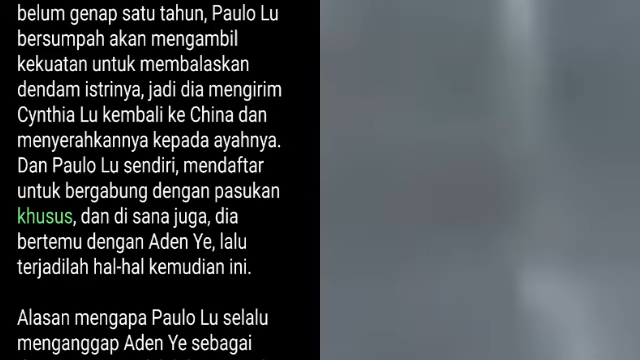 belum genap satu tahun, Paulo Lu
bersumpah akan mengambil
kekuatan untuk membalaskan
dendam istrinya, jadi dia mengirim
Cynthia Lu kembali ke China dan
menyerahkannya kepada ayahnya.
Dan Paulo Lu sendiri, mendaftar
untuk bergabung dengan pasukan
khusus, dan di sana juga, dia
bertemu dengan Aden Ye, lalu
terjadilah hal-hal kemudian ini.
Alasan mengapa Paulo Lu selalu
menganggap Aden Ye sebagai